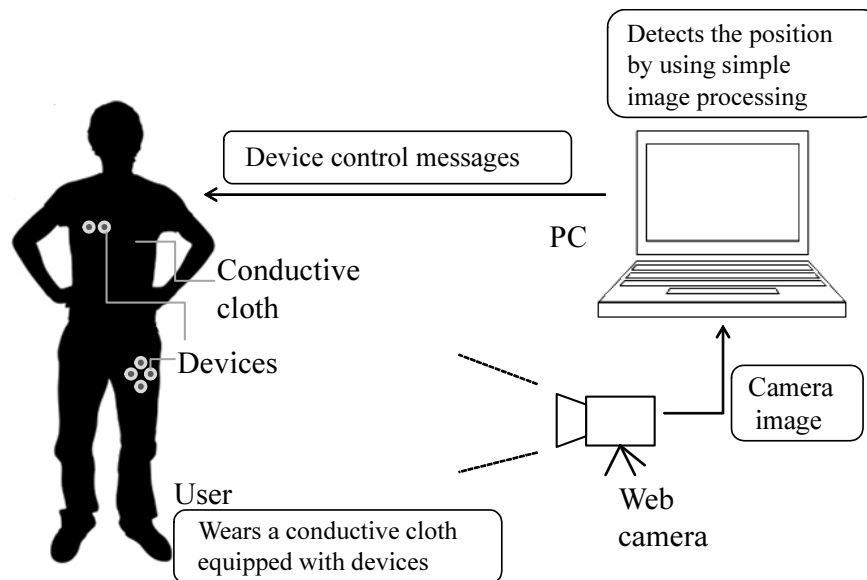 Detects the position
by using simple
image processing
Device control messages
PC
Conductive
cloth
Devices
Camera
image
User
Wears a conductive cloth
equipped with devices
Web
camera